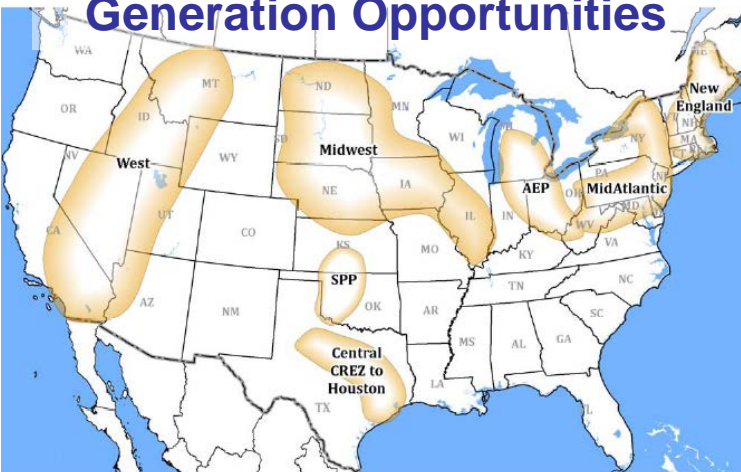 Generation Opportunities
WA
MT
ND
MN
ME
OR
ID
SD
WI
NY
New
England
MA
NV
West
WY
Midwest
NE
IA
PA
AEP
MidAtlantic
UT
IL
IN
OH
MD
CA
CO
KS
MO
WV
VA
KY
SPP
AZ
NM
OK
AR
TN
NC
SC
MS
AL
GA
Central
CREZ to
Houston
TX
LA